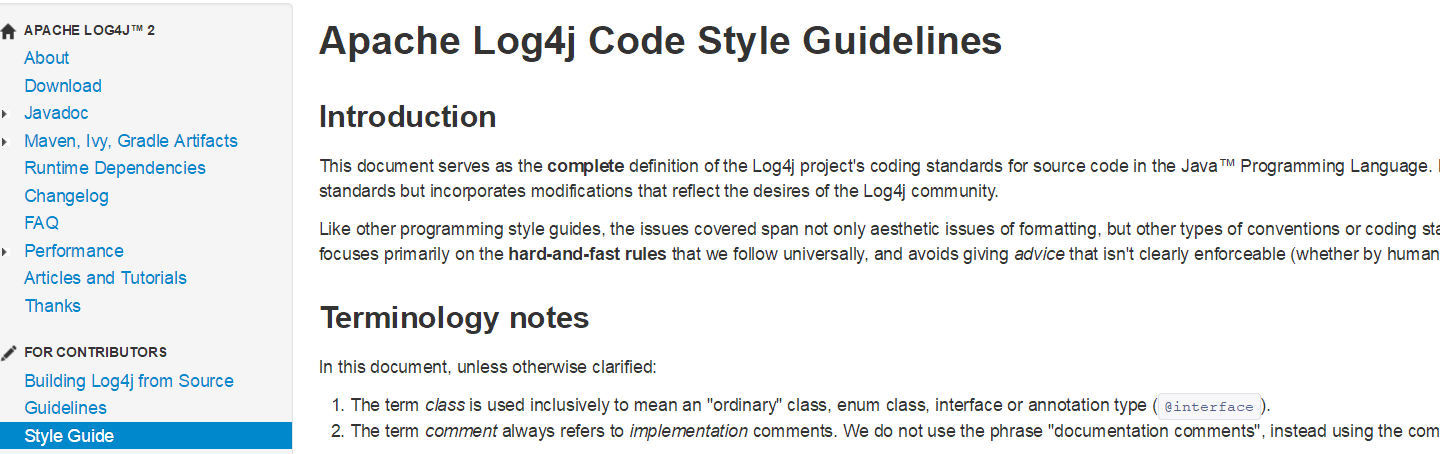 APACHE LOG4J™ 2
About
Download
Javadoc
Maven, Ivy, Gradle Artifacts
Runtime Dependencies
Changelog
FAQ
Performance
Articles and Tutorials
Thanks
FOR CONTRIBUTORS
Building Log4j from Source
Guidelines
Style Guide
Apache Log4j Code Style Guidelines
Introduction
This document serves as the complete definition of the Log4j project's coding standards for source code in the Java™ Programming Language.
standards but incorporates modifications that reflect the desires of the Log4j community.
Like other programming style guides, the issues covered span not only aesthetic issues of formatting, but other types of conventions or coding sta
focuses primarily on the hard-and-fast rules that we follow universally, and avoids giving advice that isn't clearly enforceable (whether by human
Terminology notes
In this document, unless otherwise clarified:
1. The term class is used inclusively to mean an "ordinary" class, enum class, interface or annotation type (@interface).
2. The term comment always refers to implementation comments. We do not use the phrase "documentation comments", instead using the com